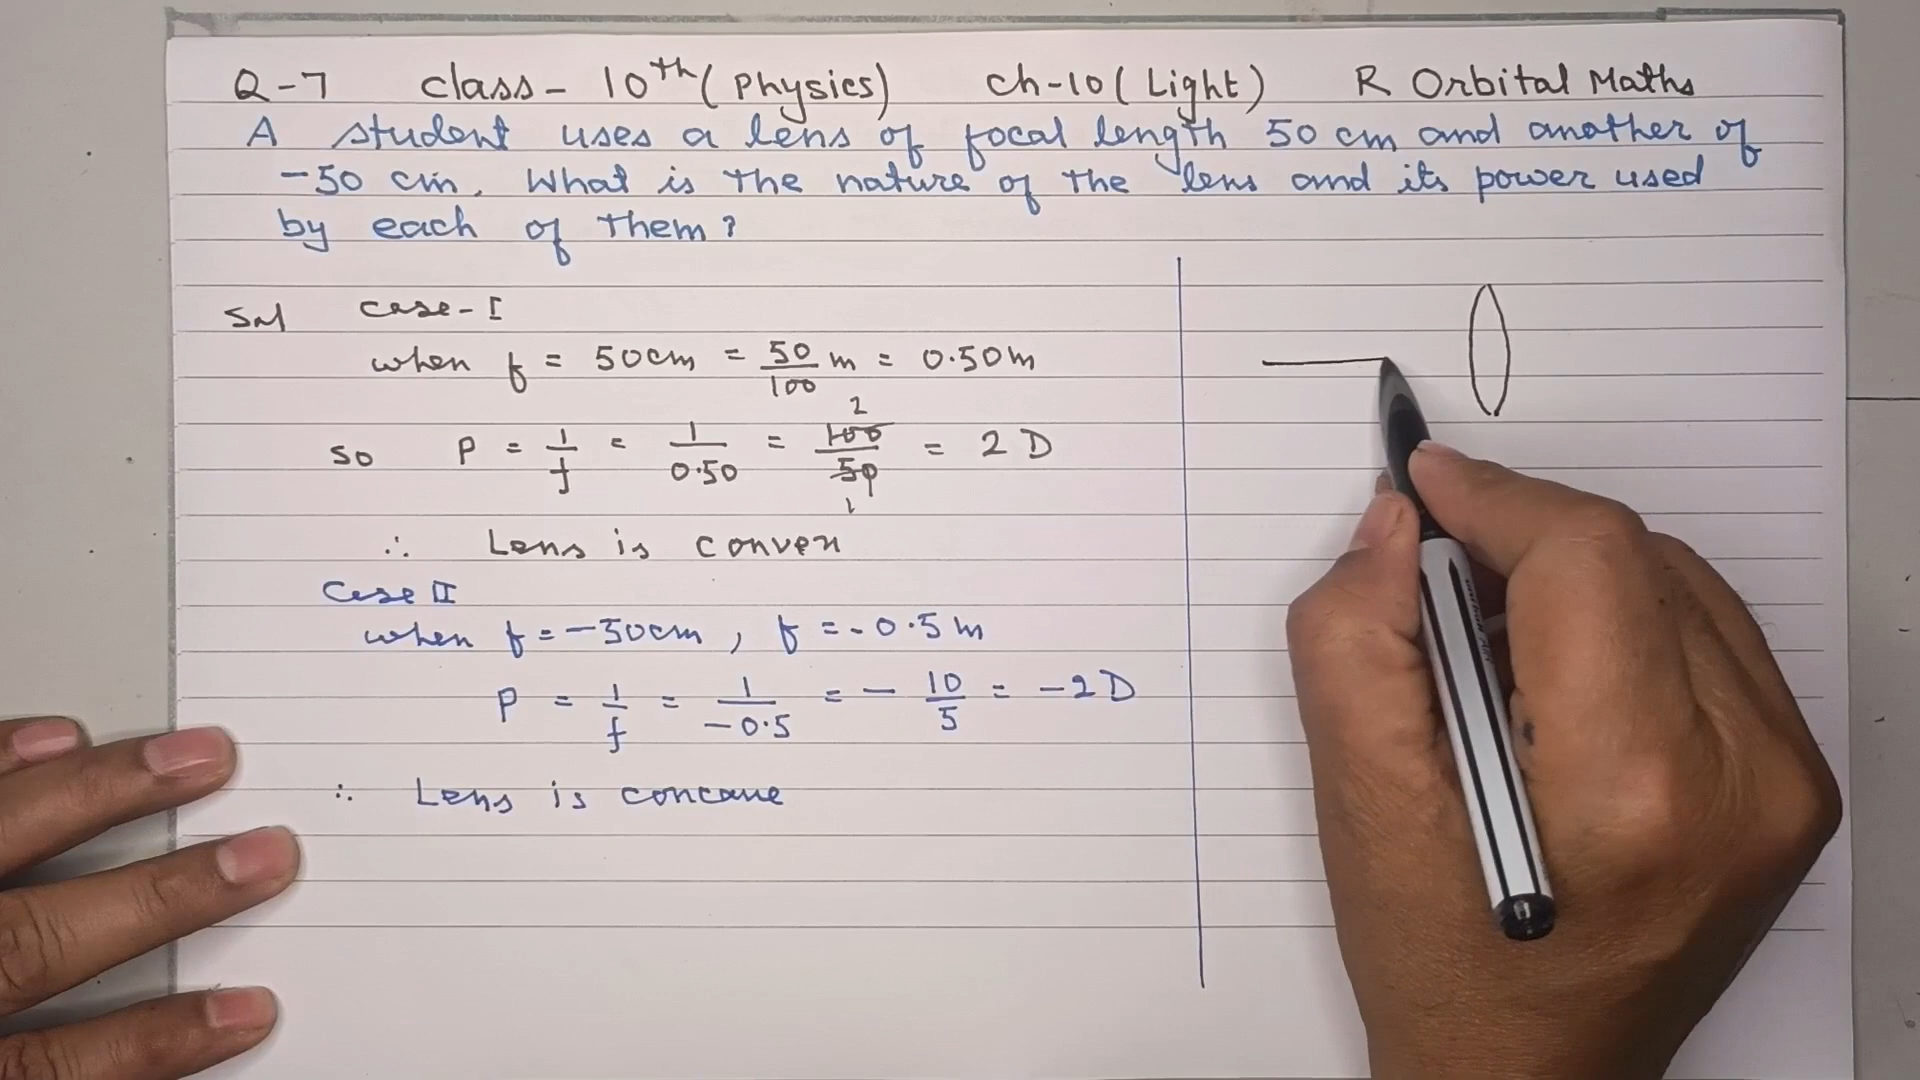 Q-7 class- 10th (Physics) ch-10 (Light) R Orbital Maths
A student uses a lens of focal length 50 cm and another of
-50 cm. What is the nature of the lens and its power used
by each of them?
Sol case-I
when f = 50cm = 50/100 m = 0.50m
so P = 1/f = 1/0.50 = 100/50 = 2 D
2
1
∴ Lens is convex
Case II
when f = -50cm, f = -0.5m
P = 1/f = 1/-0.5 = - 10/5 = -2D
∴ Lens is concave